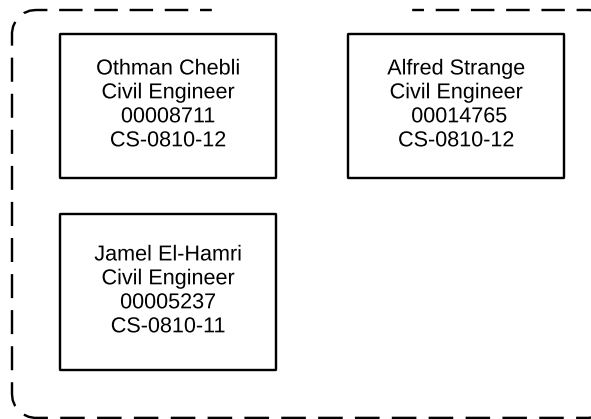 Othman Chebli
Civil Engineer
00008711
CS-0810-12
Alfred Strange
Civil Engineer
00014765
CS-0810-12
Jamel El-Hamri
Civil Engineer
00005237
CS-0810-11